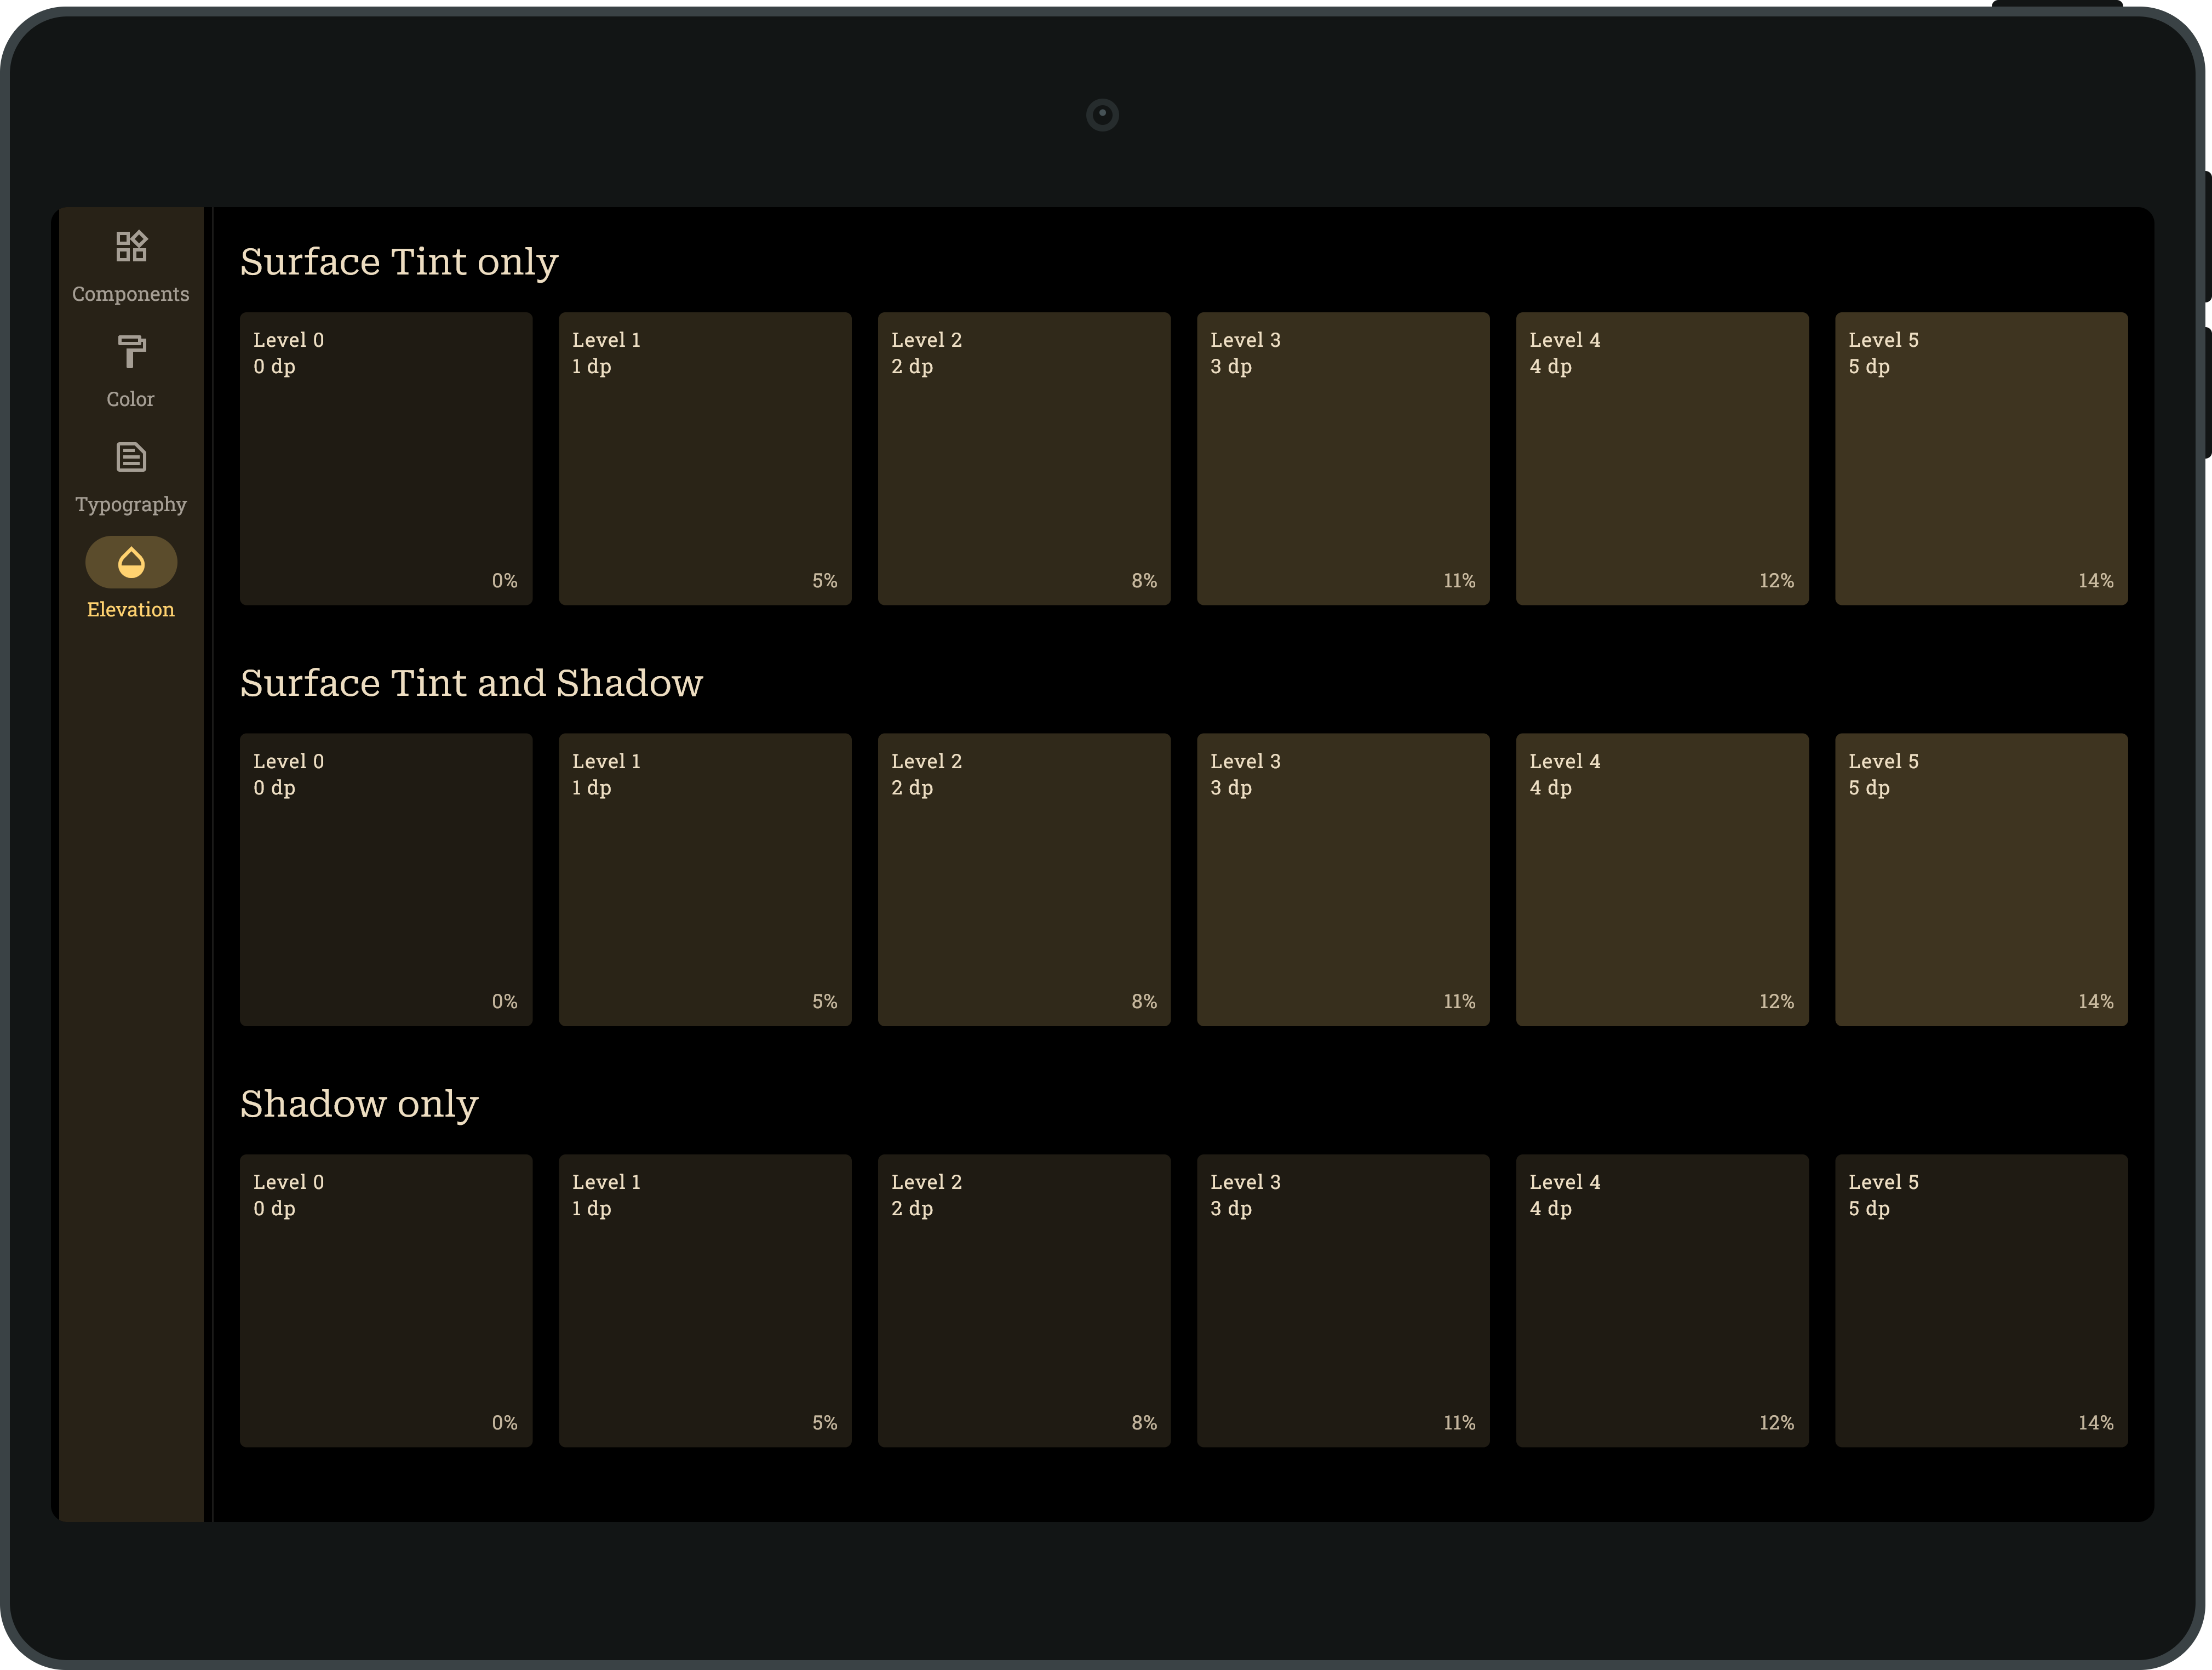 Components
Color
Typography
Elevation
Surface Tint only
Level 0
0 dp
0%
Level 1
1 dp
5%
Level 2
2 dp
8%
Level 3
3 dp
11%
Level 4
4 dp
12%
Level 5
5 dp
14%
Surface Tint and Shadow
Level 0
0 dp
0%
Level 1
1 dp
5%
Level 2
2 dp
8%
Level 3
3 dp
11%
Level 4
4 dp
12%
Level 5
5 dp
14%
Shadow only
Level 0
0 dp
0%
Level 1
1 dp
5%
Level 2
2 dp
8%
Level 3
3 dp
11%
Level 4
4 dp
12%
Level 5
5 dp
14%